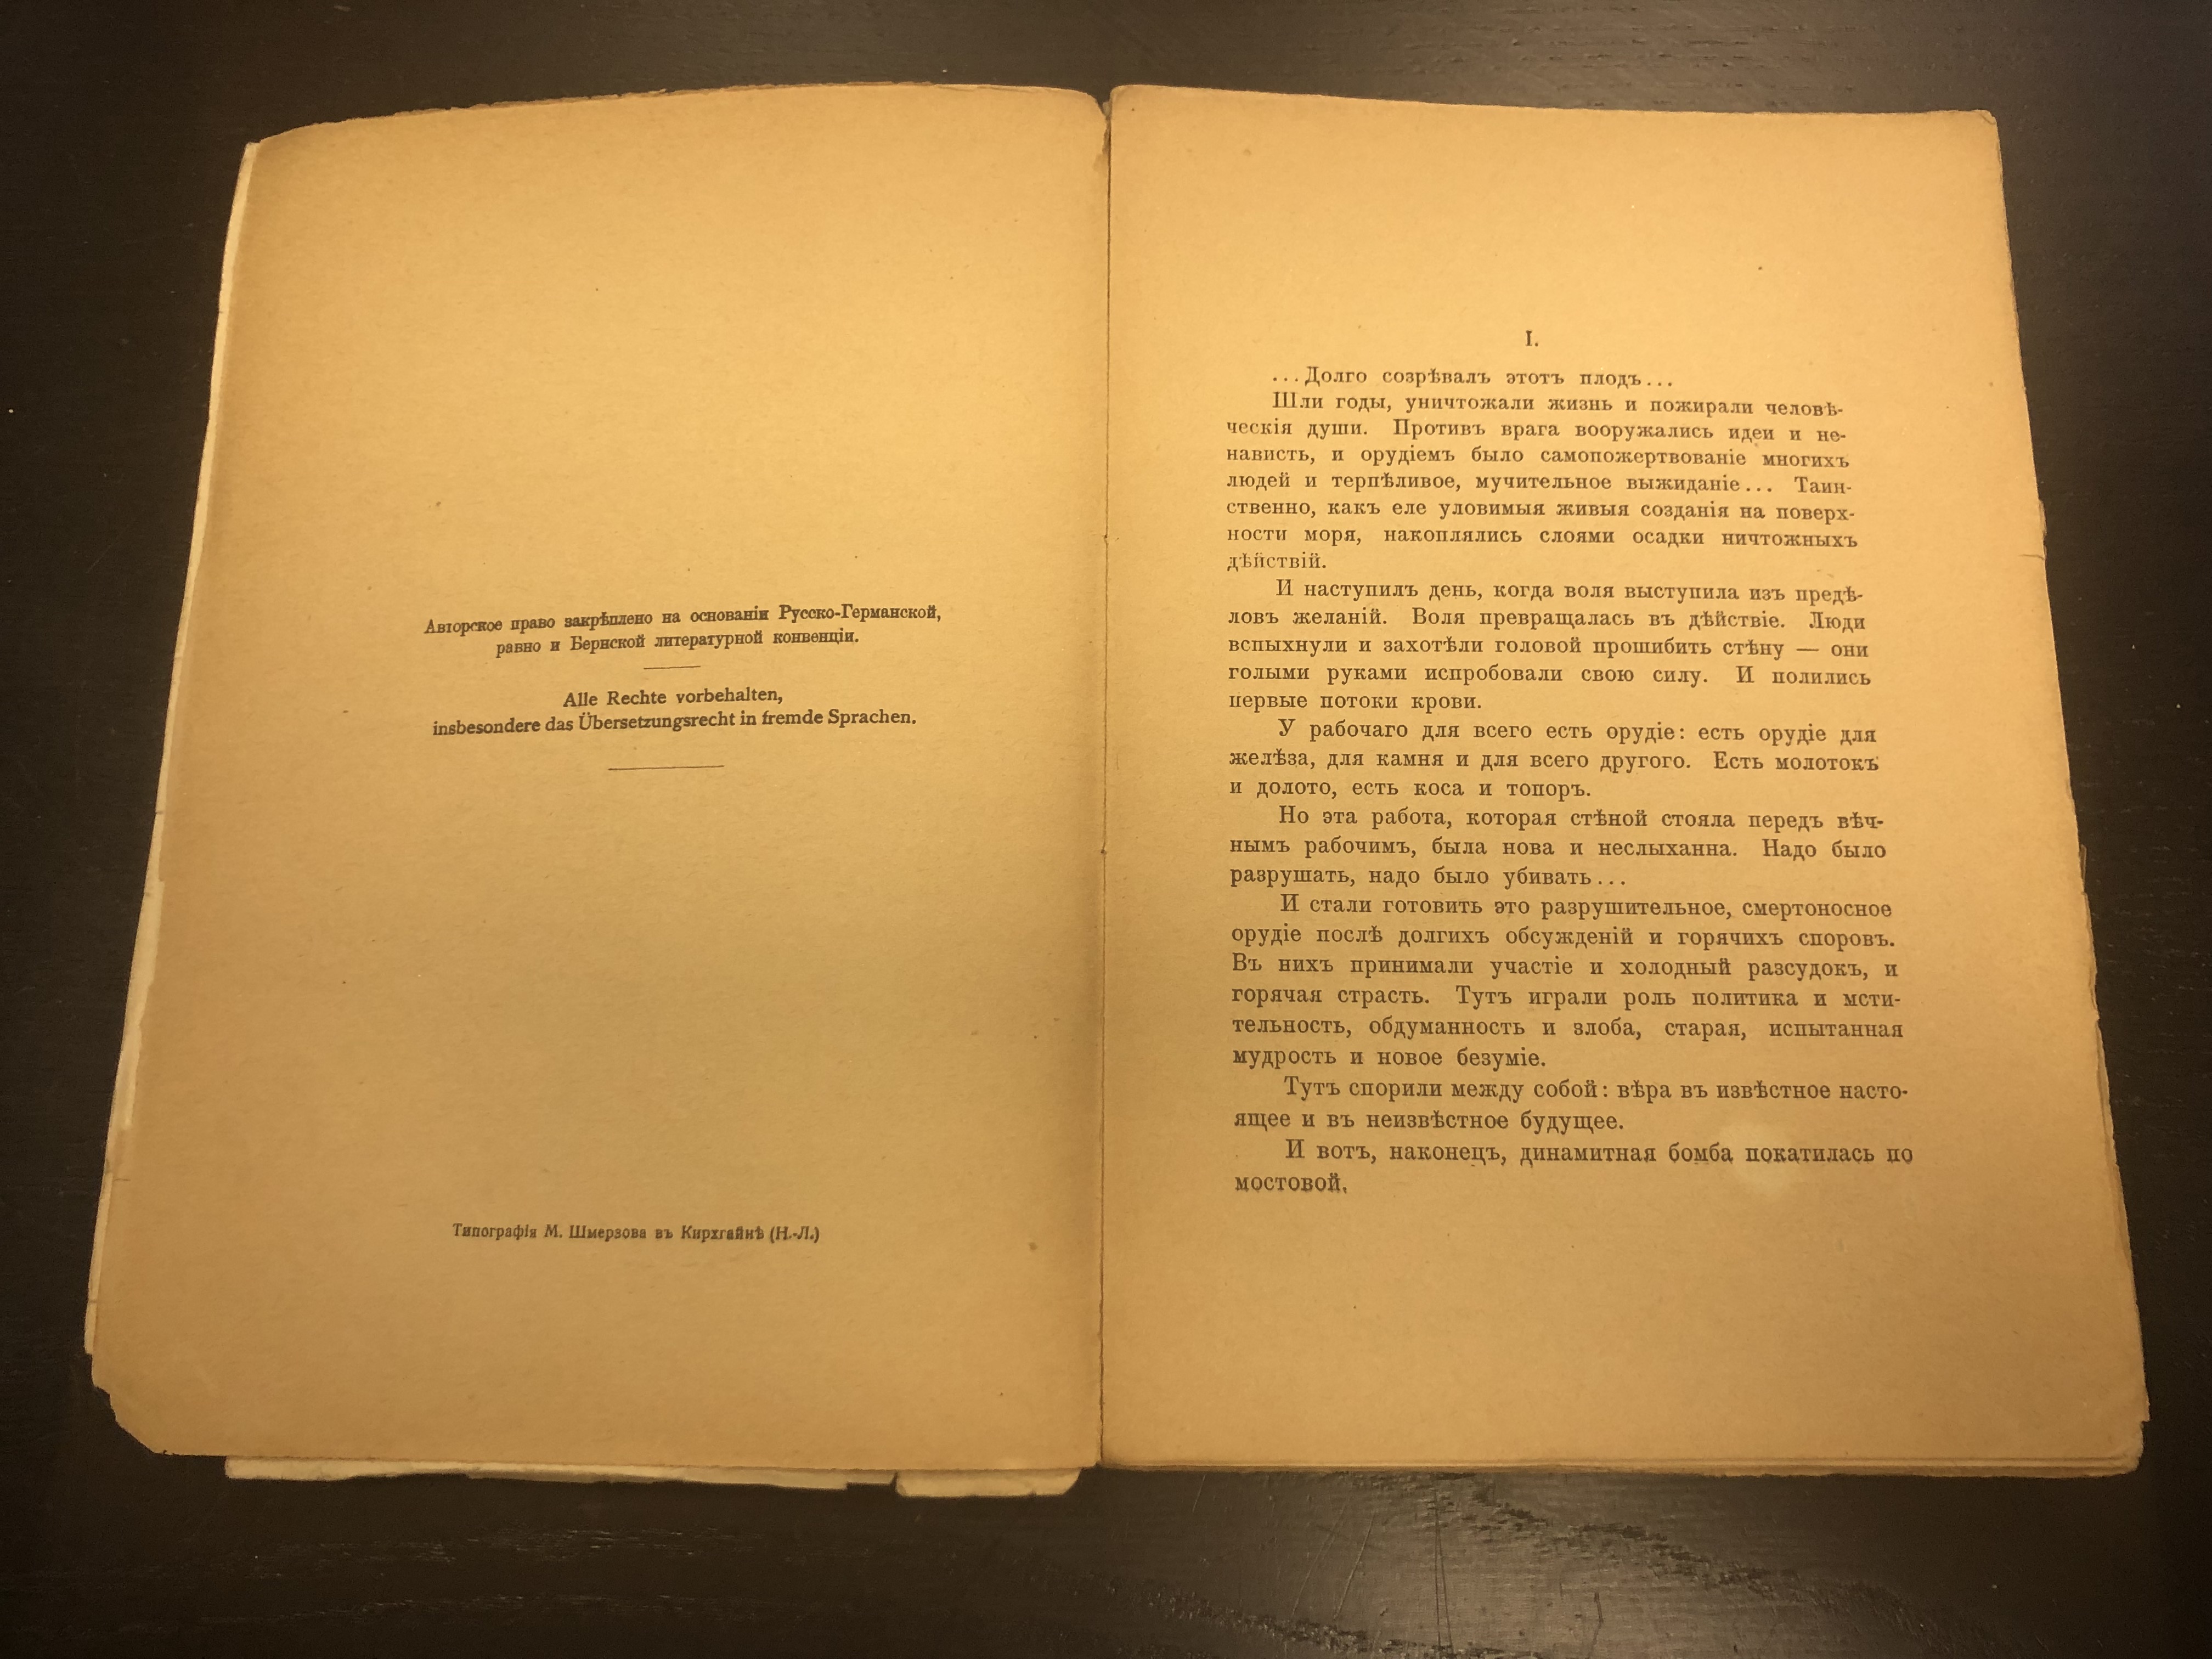 Авторское право закрѣплено на основаніи Русско-Германской,
равно и Бернской литературной конвенціи.
Alle Rechte vorbehalten,
insbesondere das Übersetzungsrecht in fremde Sprachen.
Типографія М. Шмерзова въ Кирхгайнѣ (Н.-Л.)
I.
...Долго созрѣвалъ этотъ плодъ...
Шли годы, уничтожали жизнь и пожирали человѣ-
ческія души. Противъ врага вооружались идеи и не-
нависть, и орудіемъ было самопожертвованіе многихъ
людей и терпѣливое, мучительное выжиданіе... Таин-
ственно, какъ еле уловимыя живыя созданія на поверх-
ности моря, накоплялись слоями осадки ничтожныхъ
дѣйствій.
И наступилъ день, когда воля выступила изъ предѣ-
ловъ желаній. Воля превращалась въ дѣйствіе. Люди
вспыхнули и захотѣли головой прошибить стѣну — они
голыми руками испробовали свою силу. И полились
первые потоки крови.
У рабочаго для всего есть орудіе: есть орудіе для
желѣза, для камня и для всего другого. Есть молотокъ
и долото, есть коса и топоръ.
Но эта работа, которая стѣной стояла передъ вѣч-
нымъ рабочимъ, была нова и неслыханна. Надо было
разрушать, надо было убивать...
И стали готовить это разрушительное, смертоносное
орудіе послѣ долгихъ обсужденій и горячихъ споровъ.
Въ нихъ принимали участіе и холодный разсудокъ, и
горячая страсть. Тутъ играли роль политика и мсти-
тельность, обдуманность и злоба, старая, испытанная
мудрость и новое безуміе.
Тутъ спорили между собой: вѣра въ извѣстное насто-
ящее и въ неизвѣстное будущее.
И вотъ, наконецъ, динамитная бомба покатилась по
мостовой.